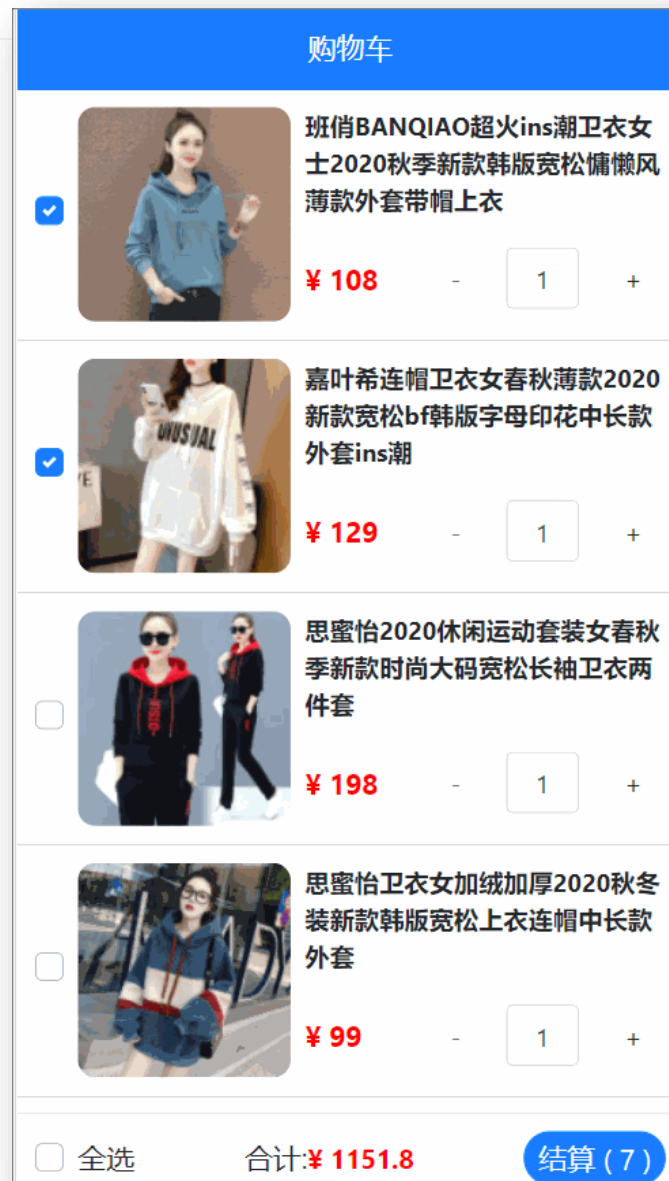 购物车
班俏BANQIAO超火ins潮卫衣女
士2020秋季新款韩版宽松慵懒风
薄款外套带帽上衣
¥ 108 - 1 +
嘉叶希连帽卫衣女春秋薄款2020
新款宽松bf韩版字母印花中长款
外套ins潮
UNUSUAL
¥ 129 - 1 +
思蜜怡2020休闲运动套装女春秋
季新款时尚大码宽松长袖卫衣两
件套
¥ 198 - 1 +
思蜜怡卫衣女加绒加厚2020秋冬
装新款韩版宽松上衣连帽中长款
外套
¥ 99 - 1 +
全选 合计:¥ 1151.8 结算 ( 7 )